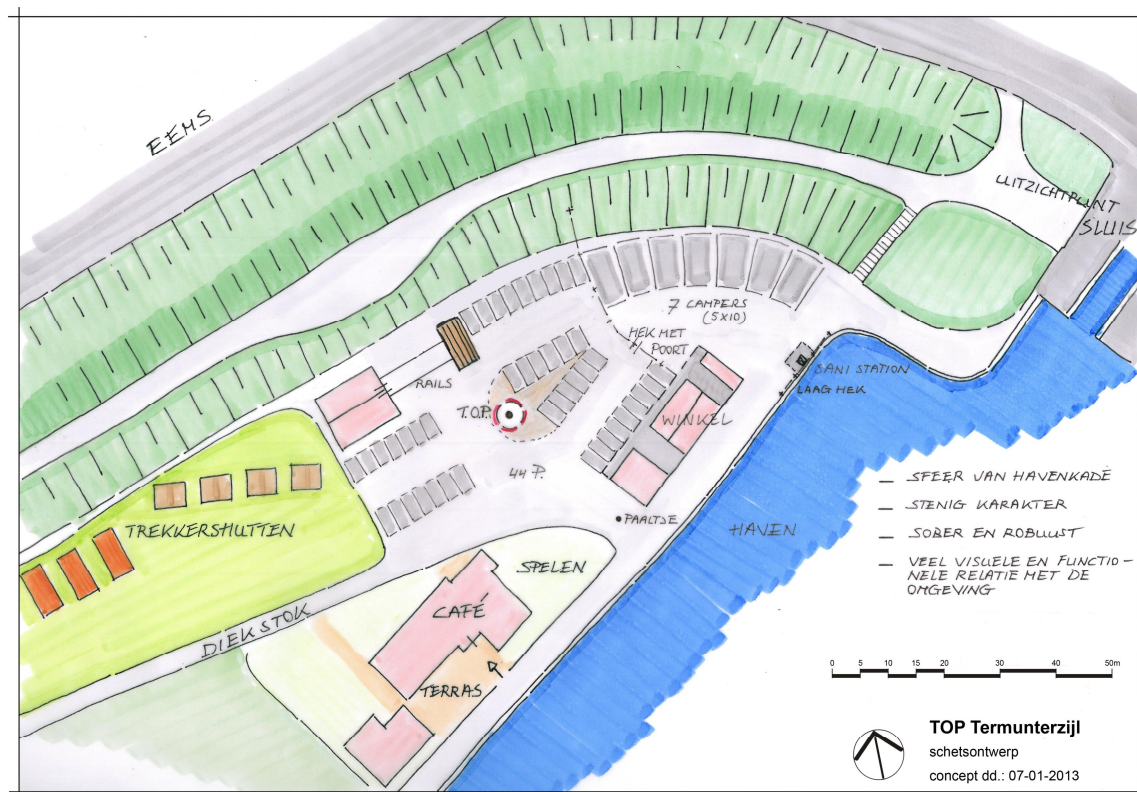 EEMS
UITZICHTPUNT
SLUIS
7 CAMPERS
(5X10)
HEK MET
POORT
RAILS
T.O.P.
SANI STATION
LAAG HEK
WINKEL
44 P.
PAALTJE
HAVEN
TREKKERSHUTTEN
SPELEN
CAFÉ
DIEKSTOK
TERRAS
— SFEER VAN HAVENKADE
— STENIG KARAKTER
— SOBER EN ROBUUST
— VEEL VISUELE EN FUNCTIO-
NELE RELATIE MET DE
OMGEVING
0 5 10 15 20 30 40 50m
TOP Termunterzijl
schetsontwerp
concept dd.: 07-01-2013